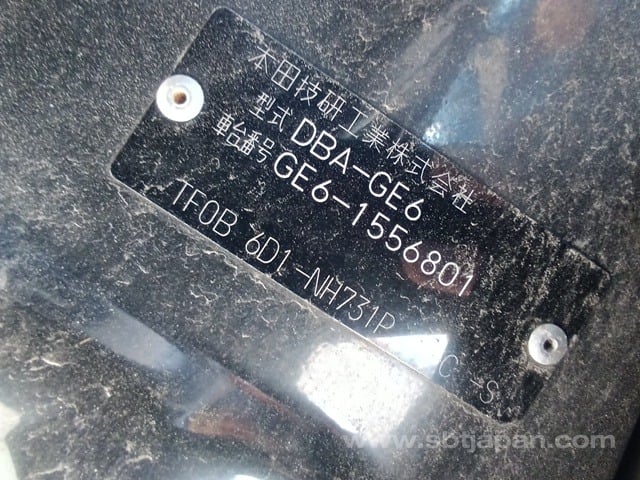 本田技研工業株式会社
型式 DBA-GE6
車台番号 GE6-1556801
TF0B 6D1-NH731P C -S
www.sbtjapan.com